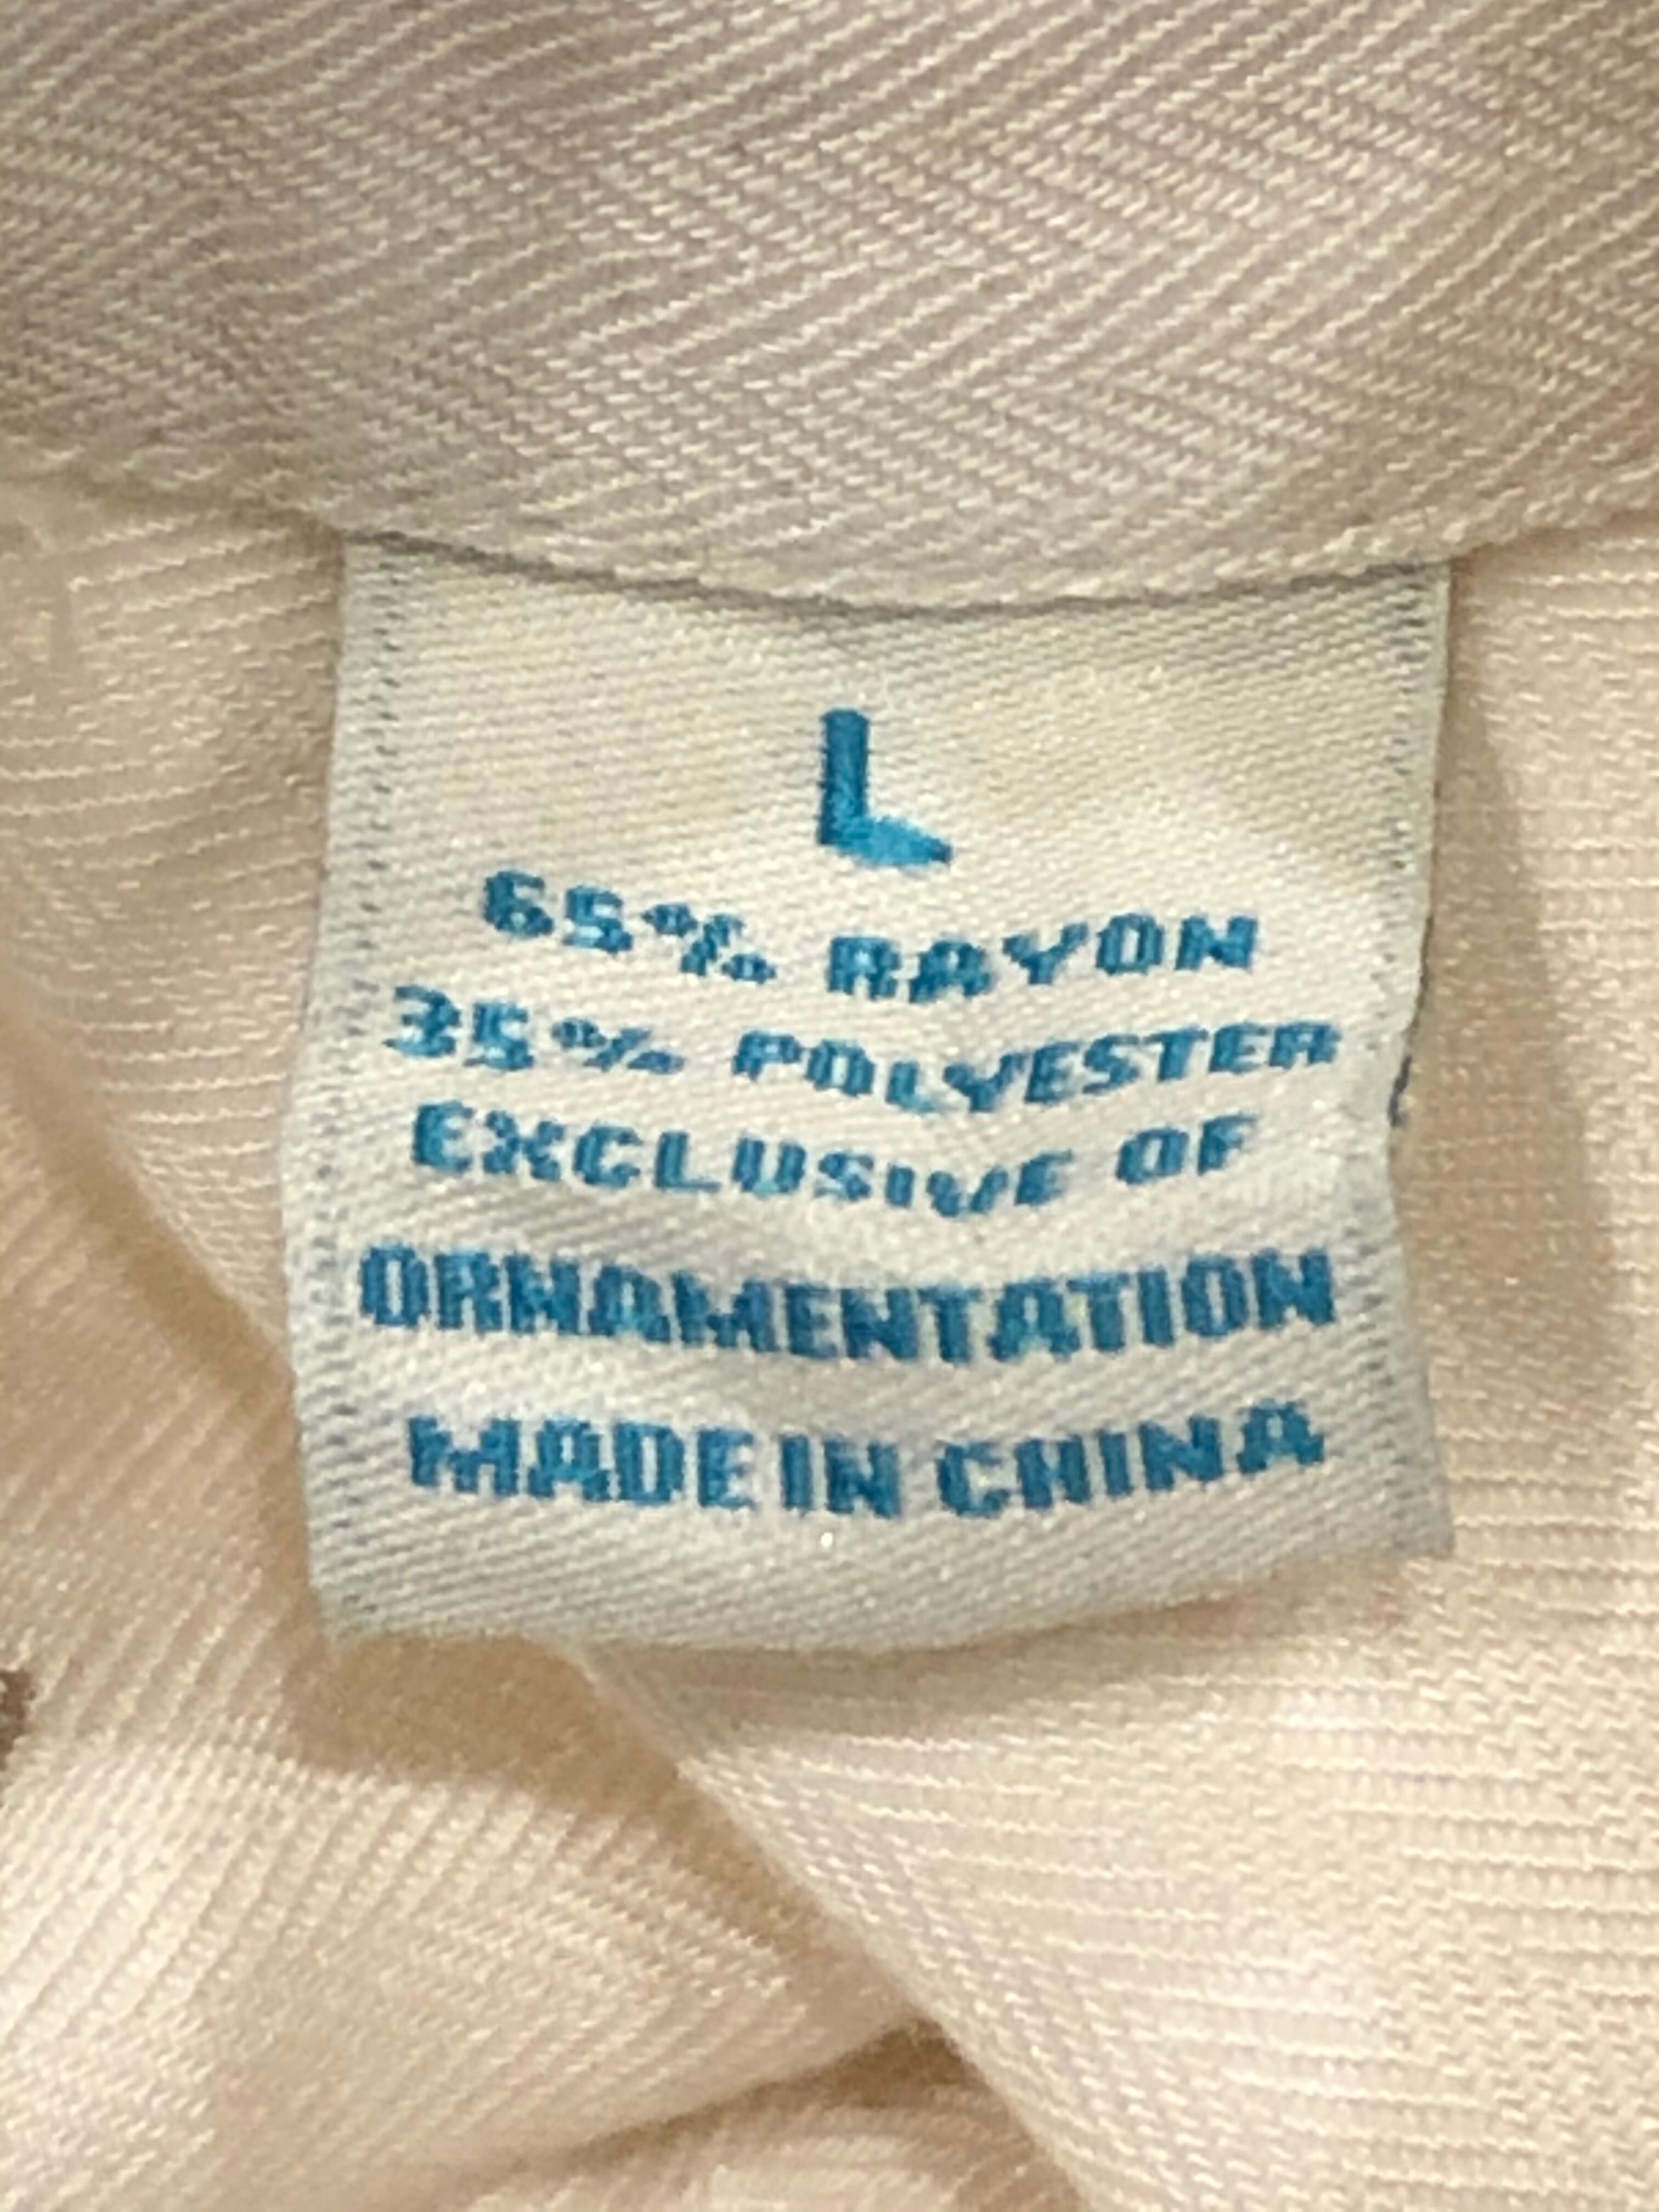 L
65% RAYON
35% POLYESTER
EXCLUSIVE OF
ORNAMENTATION
MADE IN CHINA